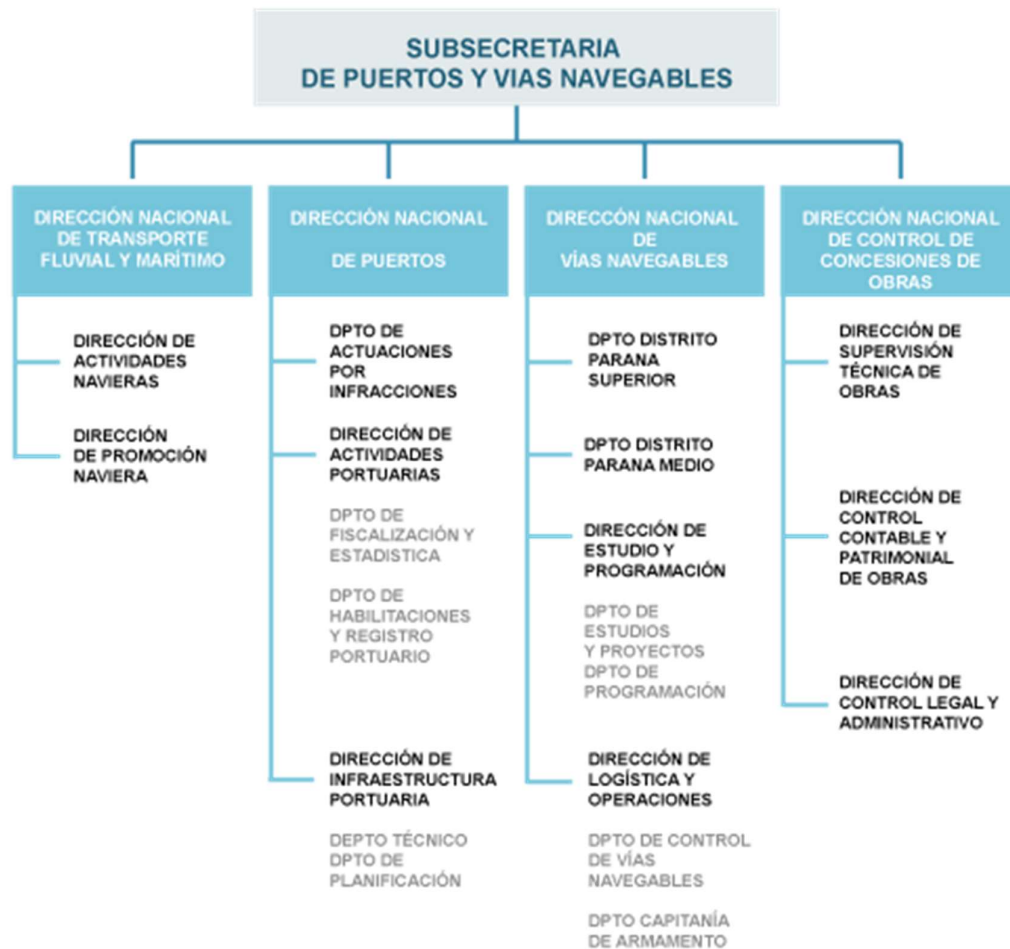 SUBSECRETARIA
DE PUERTOS Y VIAS NAVEGABLES
DIRECCIÓN NACIONAL
DE TRANSPORTE
FLUVIAL Y MARÍTIMO
DIRECCIÓN DE
ACTIVIDADES
NAVIERAS
DIRECCIÓN
DE PROMOCIÓN
NAVIERA
DIRECCIÓN NACIONAL
DE PUERTOS
DPTO DE
ACTUACIONES
POR
INFRACCIONES
DIRECCIÓN DE
ACTIVIDADES
PORTUARIAS
DPTO DE
FISCALIZACIÓN Y
ESTADISTICA
DPTO DE
HABILITACIONES
Y REGISTRO
PORTUARIO
DIRECCIÓN DE
INFRAESTRUCTURA
PORTUARIA
DEPTO TÉCNICO
DPTO DE
PLANIFICACIÓN
DIRECCÓN NACIONAL
DE
VÍAS NAVEGABLES
DPTO DISTRITO
PARANA
SUPERIOR
DPTO DISTRITO
PARANA MEDIO
DIRECCIÓN DE
ESTUDIO Y
PROGRAMACIÓN
DPTO DE
ESTUDIOS
Y PROYECTOS
DPTO DE
PROGRAMACIÓN
DIRECCIÓN DE
LOGÍSTICA Y
OPERACIONES
DPTO DE CONTROL
DE VÍAS
NAVEGABLES
DPTO CAPITANÍA
DE ARMAMENTO
DIRECCIÓN NACIONAL
DE CONTROL DE
CONCESIONES DE
OBRAS
DIRECCIÓN DE
SUPERVISIÓN
TÉCNICA DE
OBRAS
DIRECCIÓN DE
CONTROL
CONTABLE Y
PATRIMONIAL
DE OBRAS
DIRECCIÓN DE
CONTROL LEGAL Y
ADMINISTRATIVO